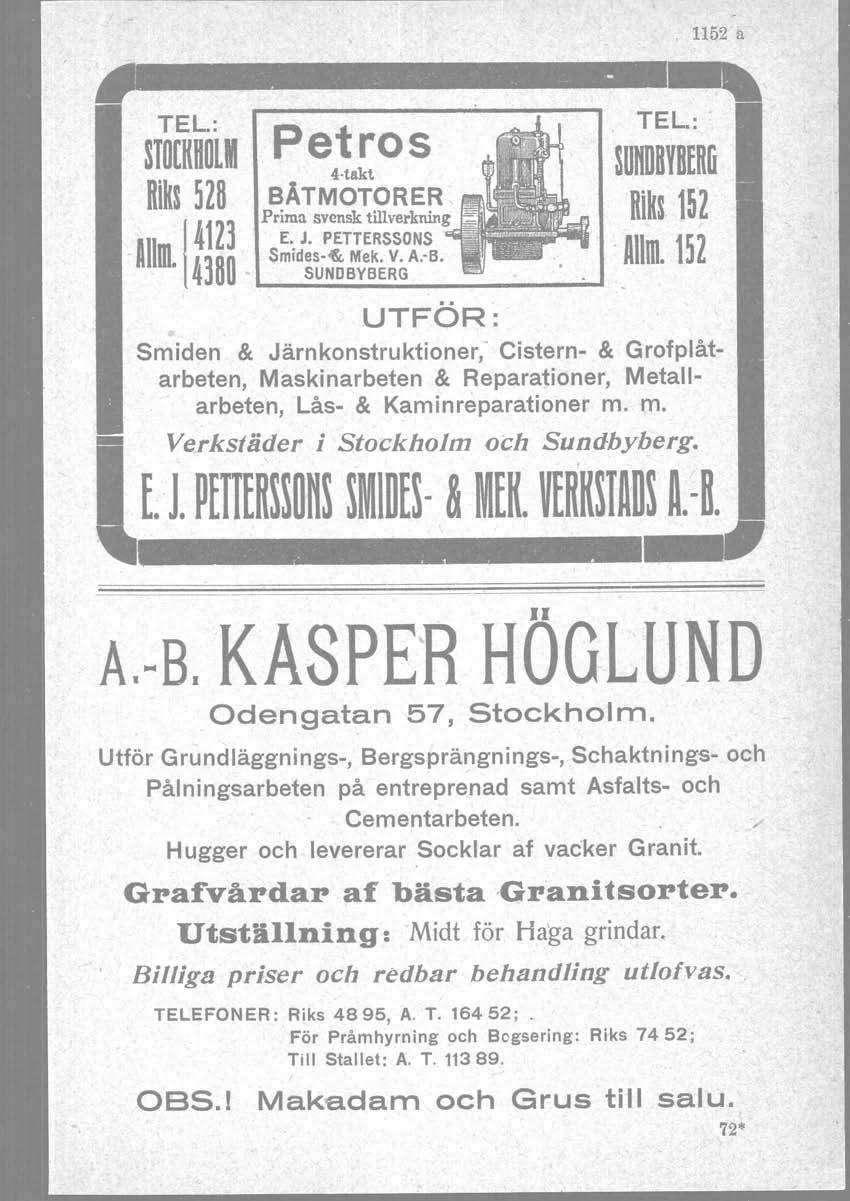 1152 a
TEL.:
STOCKHOLM
Riks 528
Allm. { 4123
4380
Petros
4-takt
BÅTMOTORER
Prima svensk tillverkning
E. J. PETTERSSONS
Smides- & Mek. V. A.-B.
SUNDBYBERG
TEL.:
SUNDBYBERG
Riks 152
Allm. 152
UTFÖR:
Smiden & Järnkonstruktioner, Cistern- & Grofplåt-
arbeten, Maskinarbeten & Reparationer, Metall-
arbeten, Lås- & Kaminreparationer m. m.
Verkstäder i Stockholm och Sundbyberg.
E. J. PETTERSSONS SMIDES- & MEK. VERKSTADS A.-B.
A.-B. KASPER HÖGLUND
Odengatan 57, Stockholm.
Utför Grundläggnings-, Bergsprängnings-, Schaktnings- och
Pålningsarbeten på entreprenad samt Asfalts- och
Cementarbeten.
Hugger och levererar Socklar af vacker Granit.
Grafvårdar af bästa Granitsorter.
Utställning: Midt för Haga grindar.
Billiga priser och redbar behandling utlofvas.
TELEFONER: Riks 48 95, A. T. 164 52;
För Pråmhyrning och Bogsering: Riks 74 52;
Till Stallet: A. T. 113 89.
OBS.! Makadam och Grus till salu.
72*